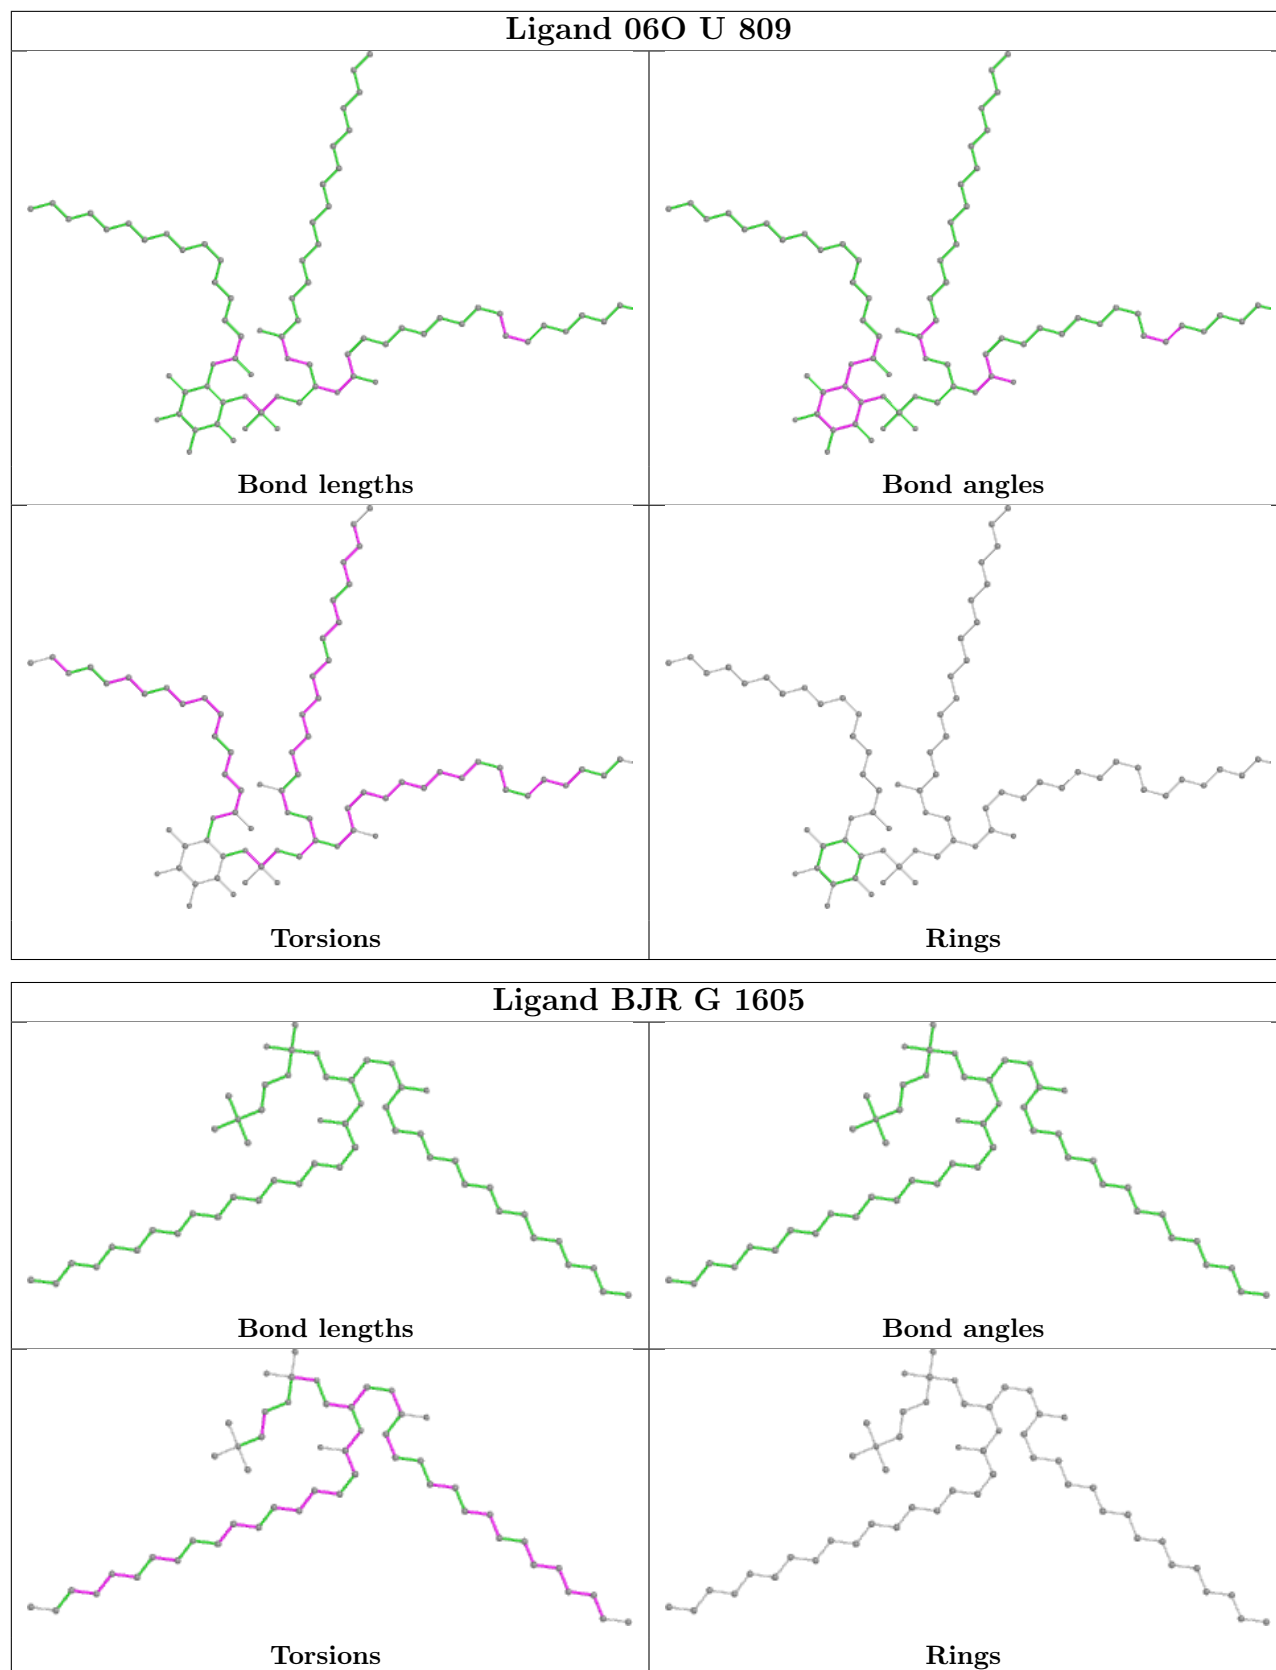 Ligand 06O U 809
Bond lengths
Bond angles
Torsions
Rings
Ligand BJR G 1605
Bond lengths
Bond angles
Torsions
Rings